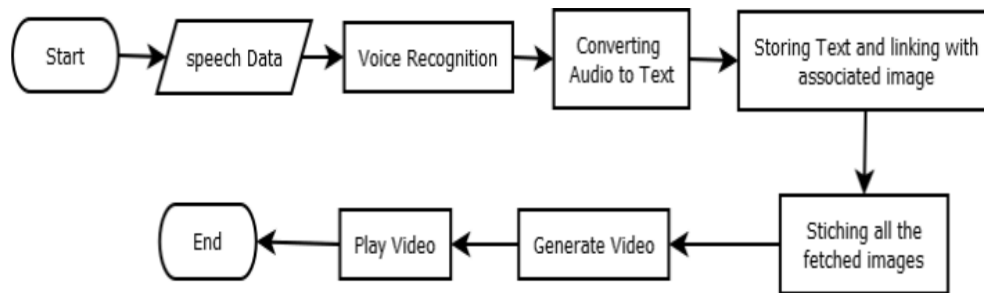 Start
speech Data
Voice Recognition
Converting
Audio to Text
Storing Text and linking with
associated image
Stiching all the
fetched images
Generate Video
Play Video
End